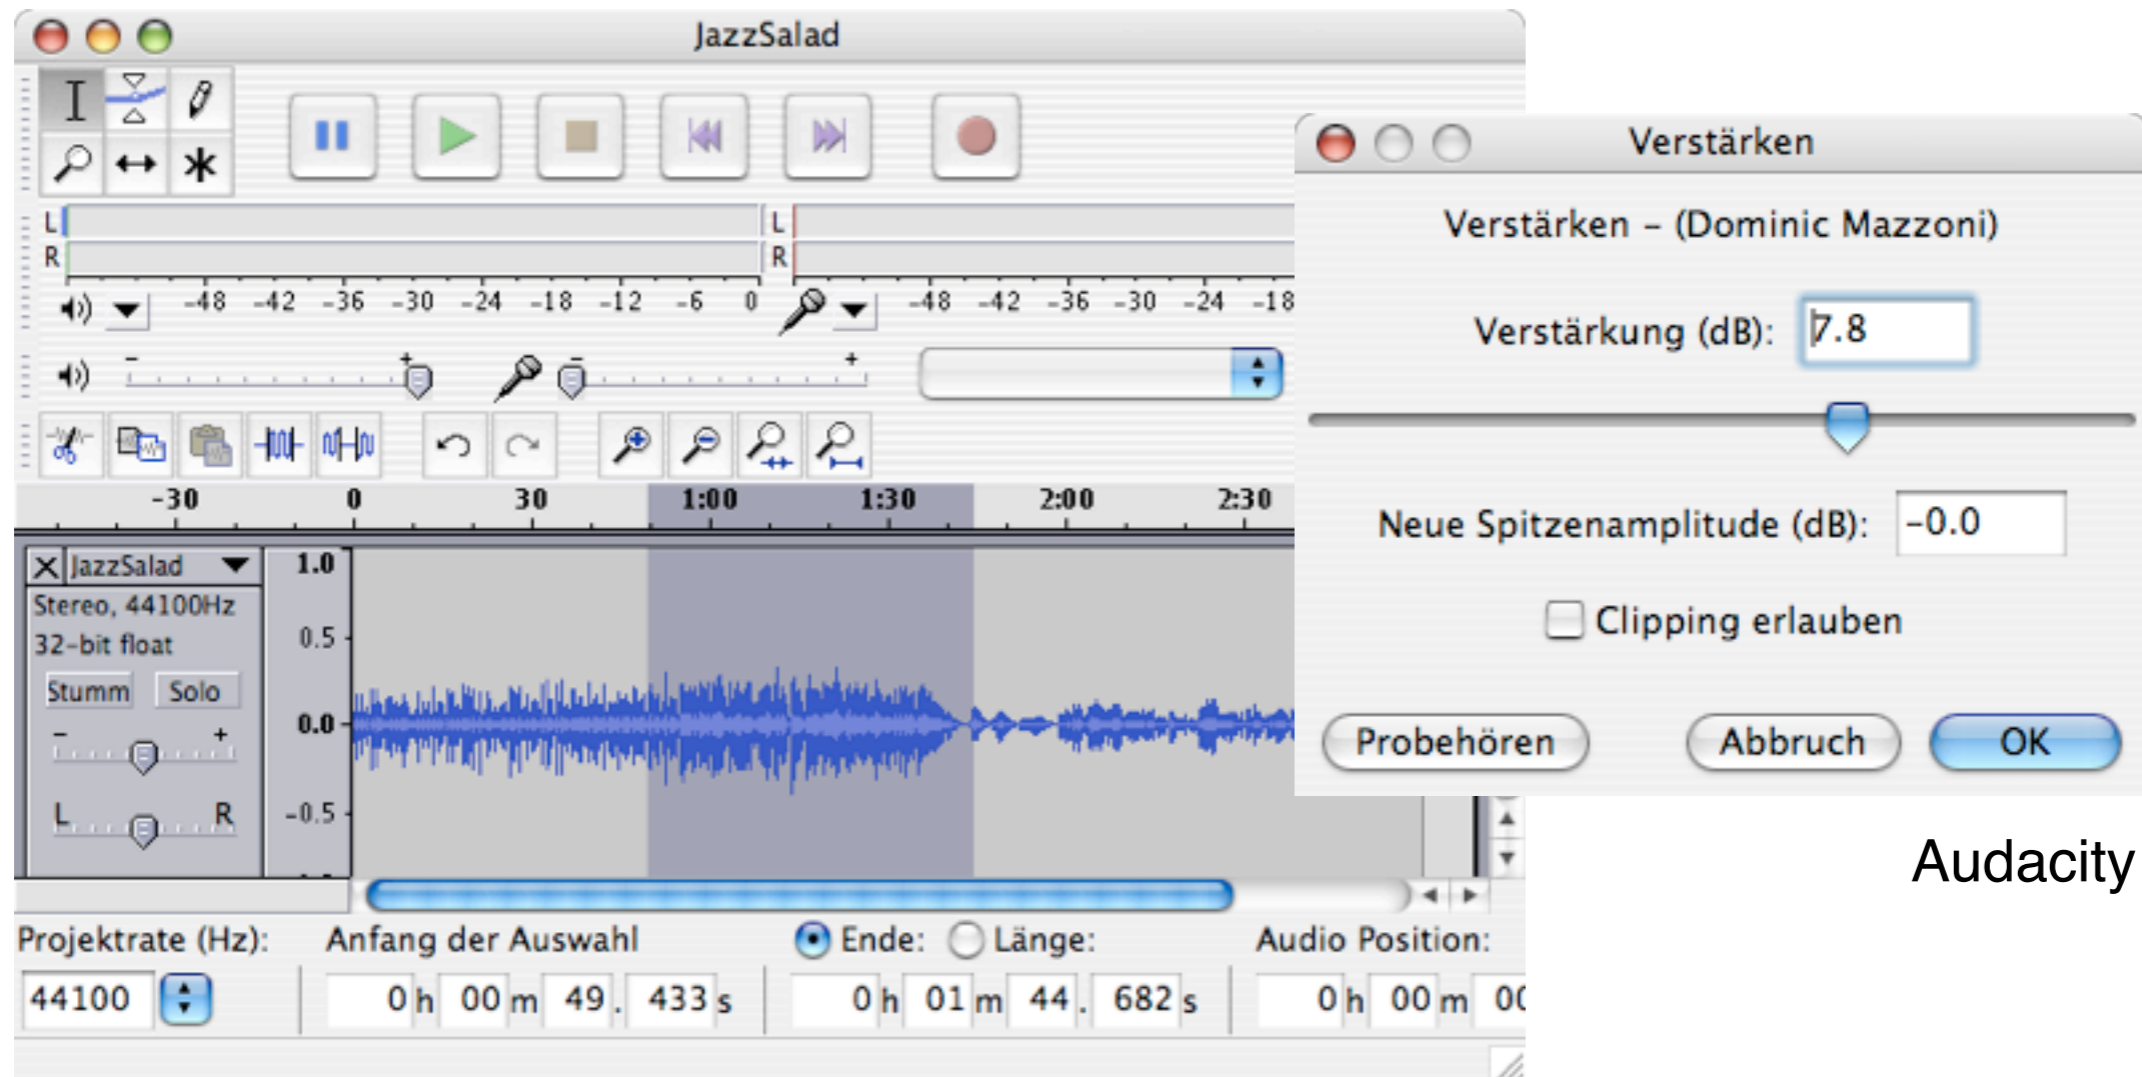 JazzSalad
L
R
L
R
-48 -42 -36 -30 -24 -18 -12 -6 0
-48 -42 -36 -30 -24 -18
- +
- +
-30 0 30 1:00 1:30 2:00 2:30
JazzSalad
Stereo, 44100Hz
32-bit float
Stumm Solo
- +
L R
1.0
0.5
0.0
-0.5
Projektrate (Hz): Anfang der Auswahl Ende: Länge: Audio Position:
44100 0 h 00 m 49 . 433 s 0 h 01 m 44 . 682 s 0 h 00 m 00
Verstärken
Verstärken – (Dominic Mazzoni)
Verstärkung (dB): 7.8
Neue Spitzenamplitude (dB): -0.0
Clipping erlauben
Probehören Abbruch OK
Audacity